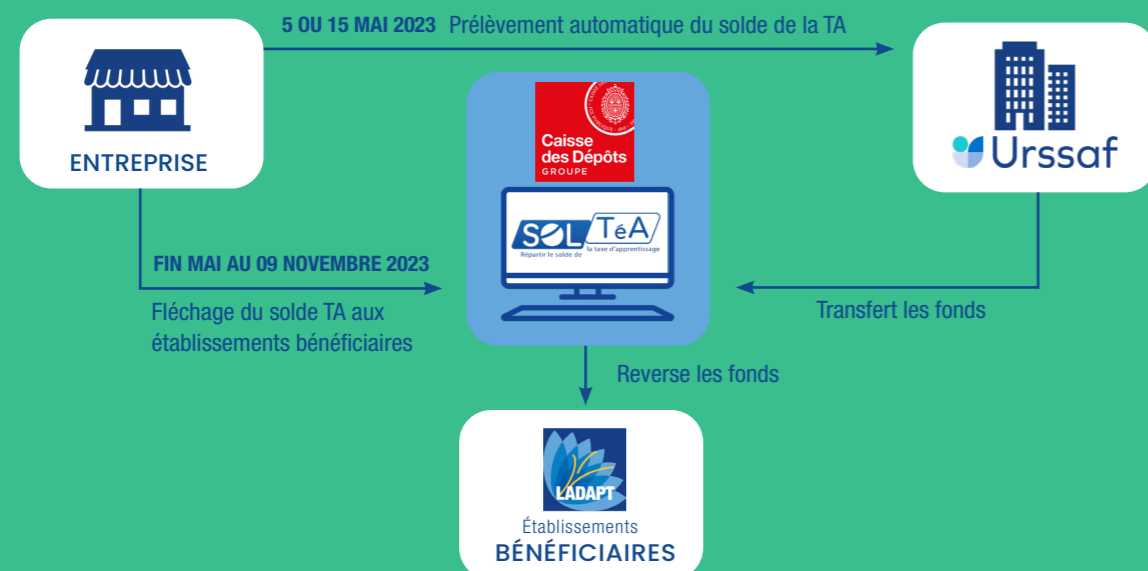 5 OU 15 MAI 2023 Prélèvement automatique du solde de la TA
ENTREPRISE
Caisse
des Dépôts
GROUPE
Urssaf
SOLTéA
Répartir le solde de la taxe d'apprentissage
FIN MAI AU 09 NOVEMBRE 2023
Fléchage du solde TA aux
établissements bénéficiaires
Transfert les fonds
Reverse les fonds
LADAPT
Établissements
BÉNÉFICIAIRES